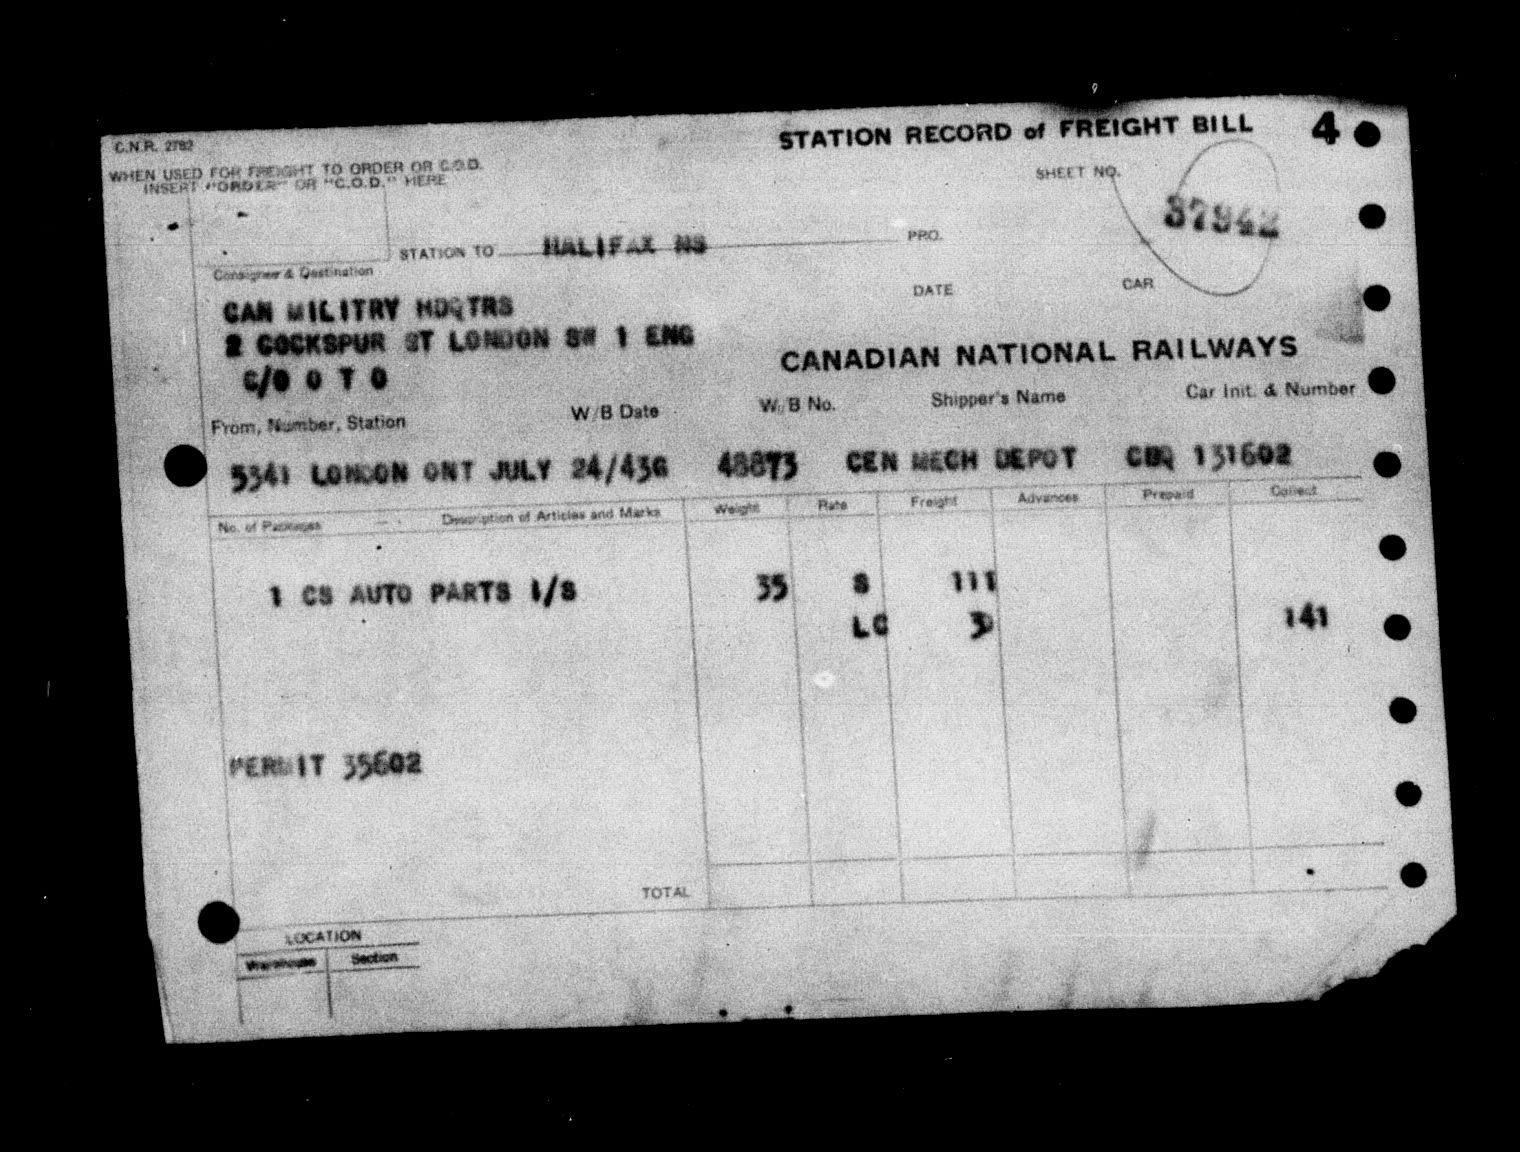 C.N.R. 2782
STATION RECORD of FREIGHT BILL 4
WHEN USED FOR FREIGHT TO ORDER OR C.O.D.
INSERT "ORDER" OR "C.O.D." HERE
SHEET NO.
37942
STATION TO HALIFAX NS PRO.
Consignee & Destination
DATE CAR
CAN MILITRY HDQTRS
2 COCKSPUR ST LONDON SW 1 ENG
C/O O T O
CANADIAN NATIONAL RAILWAYS
From, Number, Station W/B Date W/B No. Shipper's Name Car Init. & Number
5341 LONDON ONT JULY 24/43G 48873 CEN MECH DEPOT CBQ 131602
No. of Packages Description of Articles and Marks Weight Rate Freight Advances Prepaid Collect
1 CS AUTO PARTS I/S 35 S 111
LC 30 141
PERMIT 35602
TOTAL
LOCATION
Warehouse Section